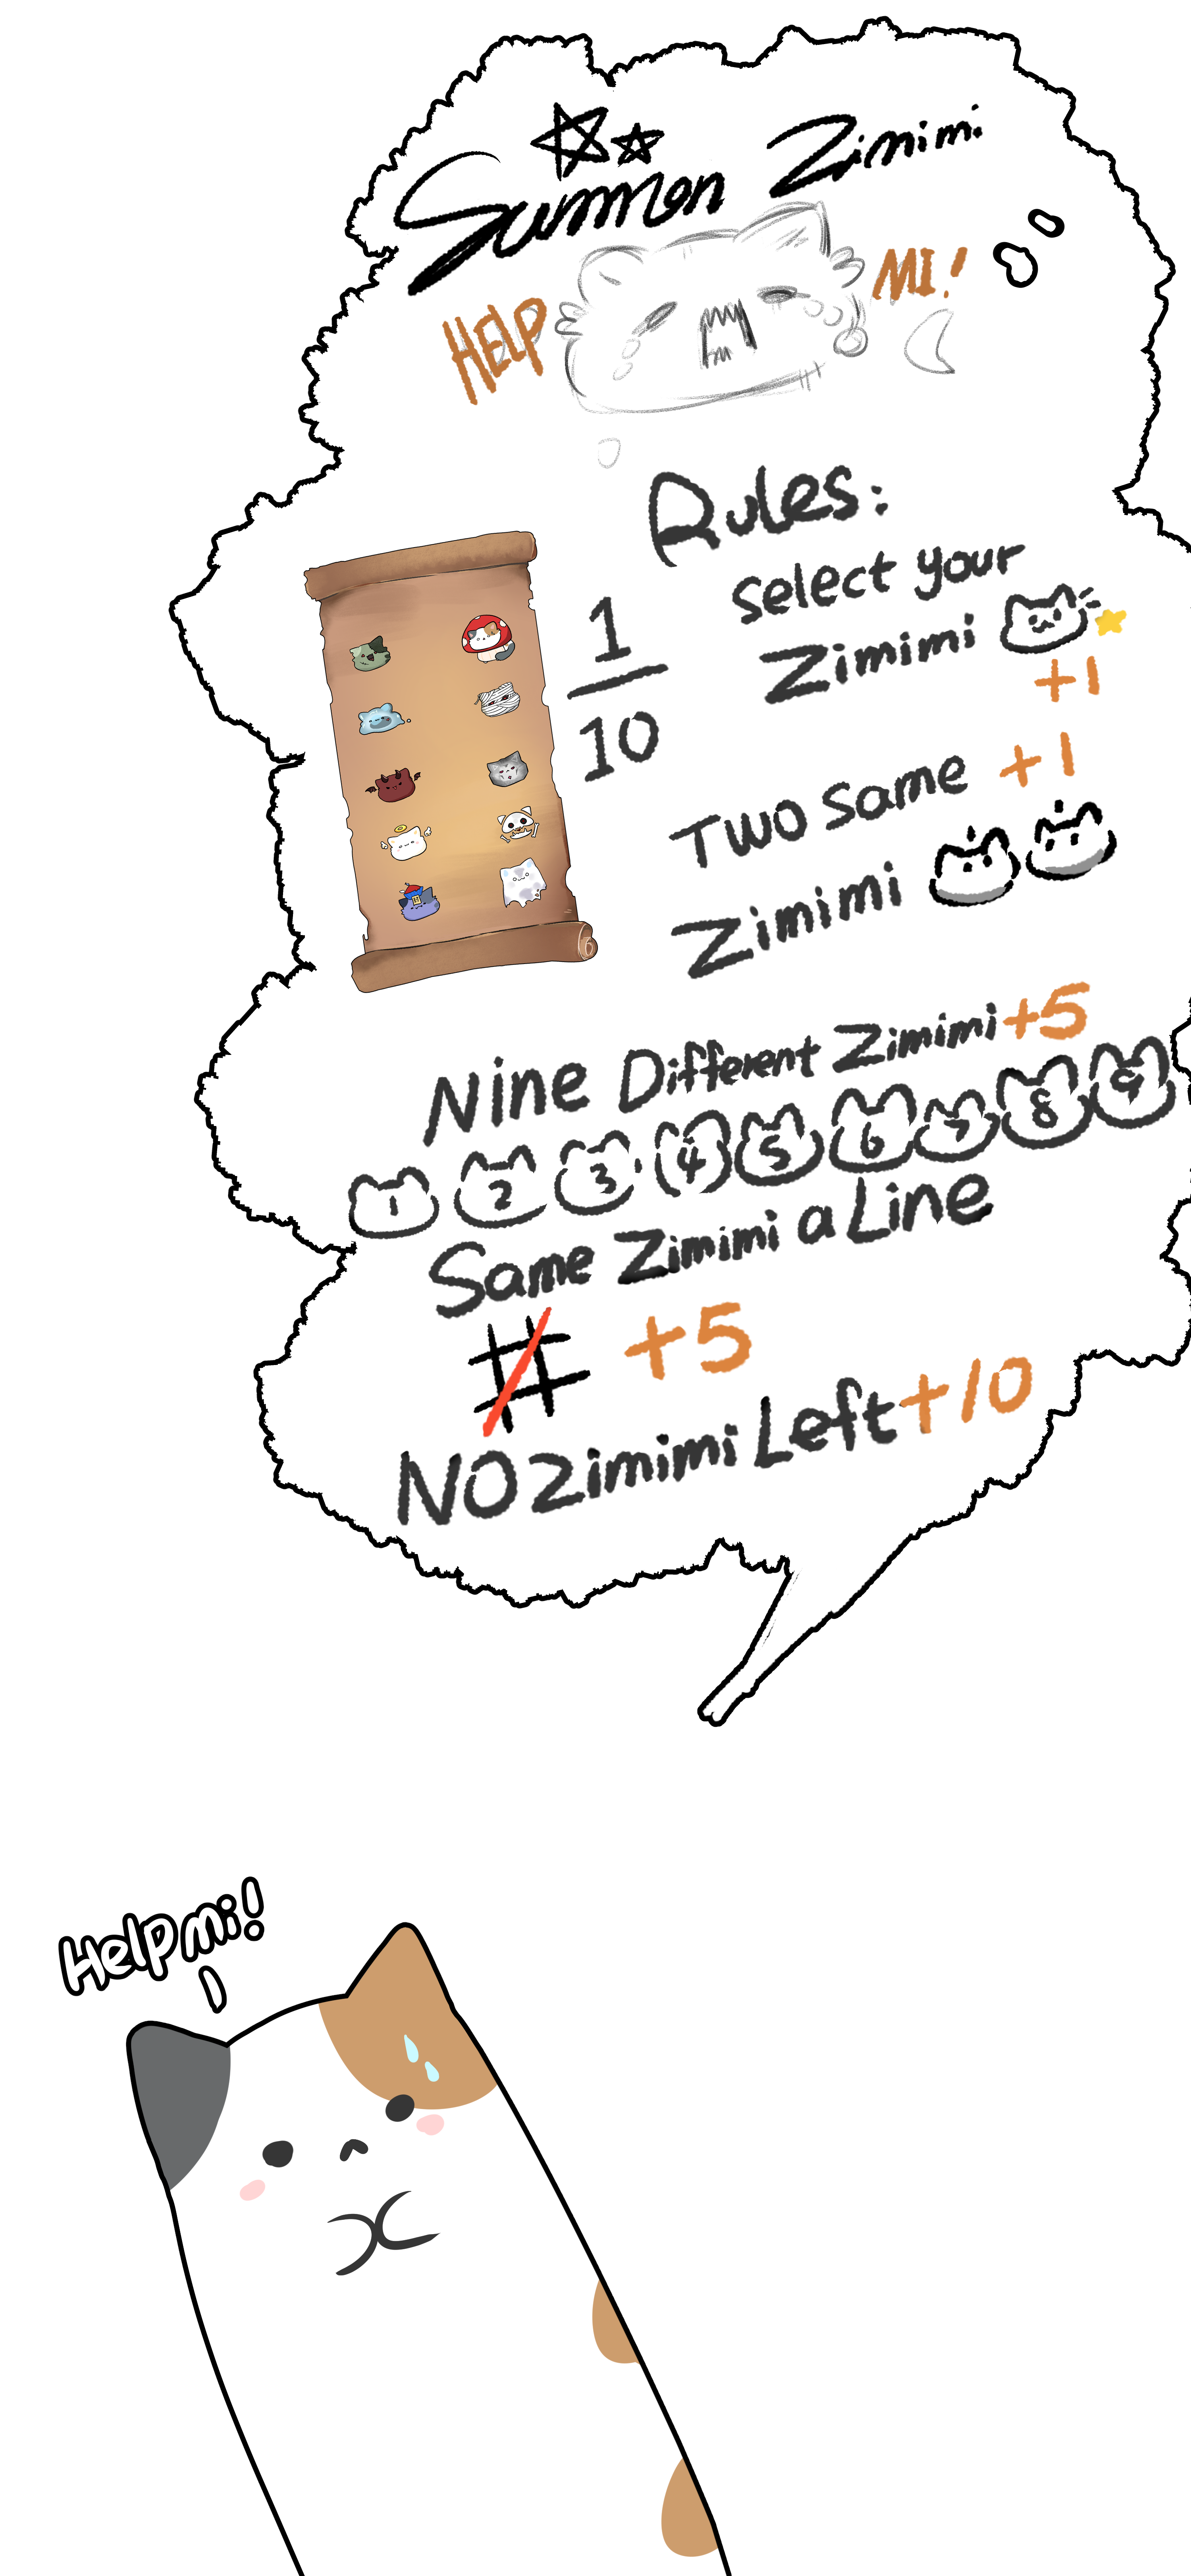 Summon Zimimi
HELP MI!
Rules:
1
10
Select your
Zimimi
+1
Two Same +1
Zimimi
Nine Different Zimimi +5
1 2 3 4 5 6 7 8 9
Same Zimimi a Line
+5
NO Zimimi Left +10
Help mi!